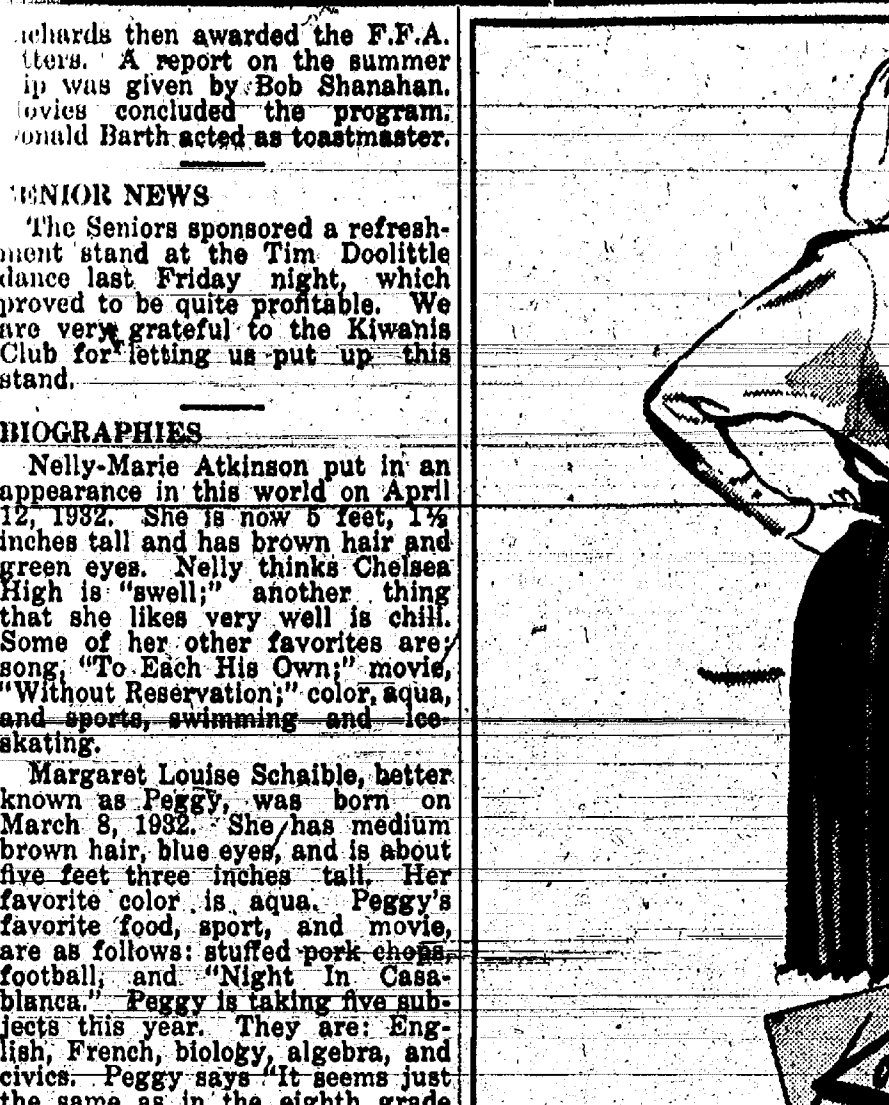 then awarded the F.F.A.
A report on the summer
was given by Bob Shanahan.
concluded the program.
Barth acted as toastmaster.
SENIOR NEWS
The Seniors sponsored a refresh-
ment stand at the Tim Doolittle
dance last Friday night, which
proved to be quite profitable. We
are very grateful to the Kiwanis
Club for letting us put up this
stand.
BIOGRAPHIES
Nelly-Marie Atkinson put in an
appearance in this world on April
12, 1932. She is now 5 feet, 1½
inches tall and has brown hair and
green eyes. Nelly thinks Chelsea
High is "swell;" another thing
that she likes very well is chili.
Some of her other favorites are;
song, "To Each His Own;" movie,
"Without Reservation;" color, aqua,
and sports, swimming and ice-
skating.
Margaret Louise Schaible, better
known as Peggy, was born on
March 8, 1932. She has medium
brown hair, blue eyes, and is about
five feet three inches tall. Her
favorite color is aqua. Peggy's
favorite food, sport, and movie,
are as follows: stuffed pork chops,
football, and "Night In Casa-
blanca." Peggy is taking five sub-
jects this year. They are: Eng-
lish, French, biology, algebra, and
civics. Peggy says "It seems just
the same as in the eighth grade